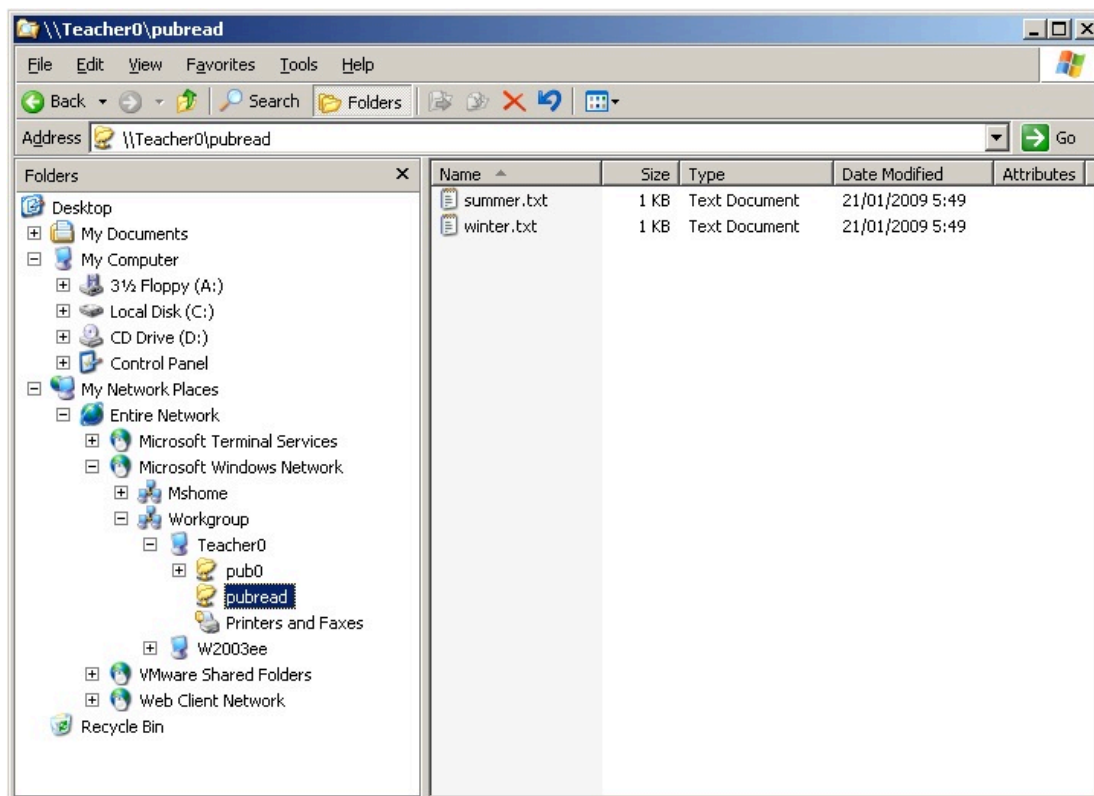 \\Teacher0\pubread
File Edit View Favorites Tools Help
Back Search Folders
Address \\Teacher0\pubread Go
Folders
Desktop
My Documents
My Computer
3½ Floppy (A:)
Local Disk (C:)
CD Drive (D:)
Control Panel
My Network Places
Entire Network
Microsoft Terminal Services
Microsoft Windows Network
Mshome
Workgroup
Teacher0
pub0
pubread
Printers and Faxes
W2003ee
VMware Shared Folders
Web Client Network
Recycle Bin
Name Size Type Date Modified Attributes
summer.txt 1 KB Text Document 21/01/2009 5:49
winter.txt 1 KB Text Document 21/01/2009 5:49